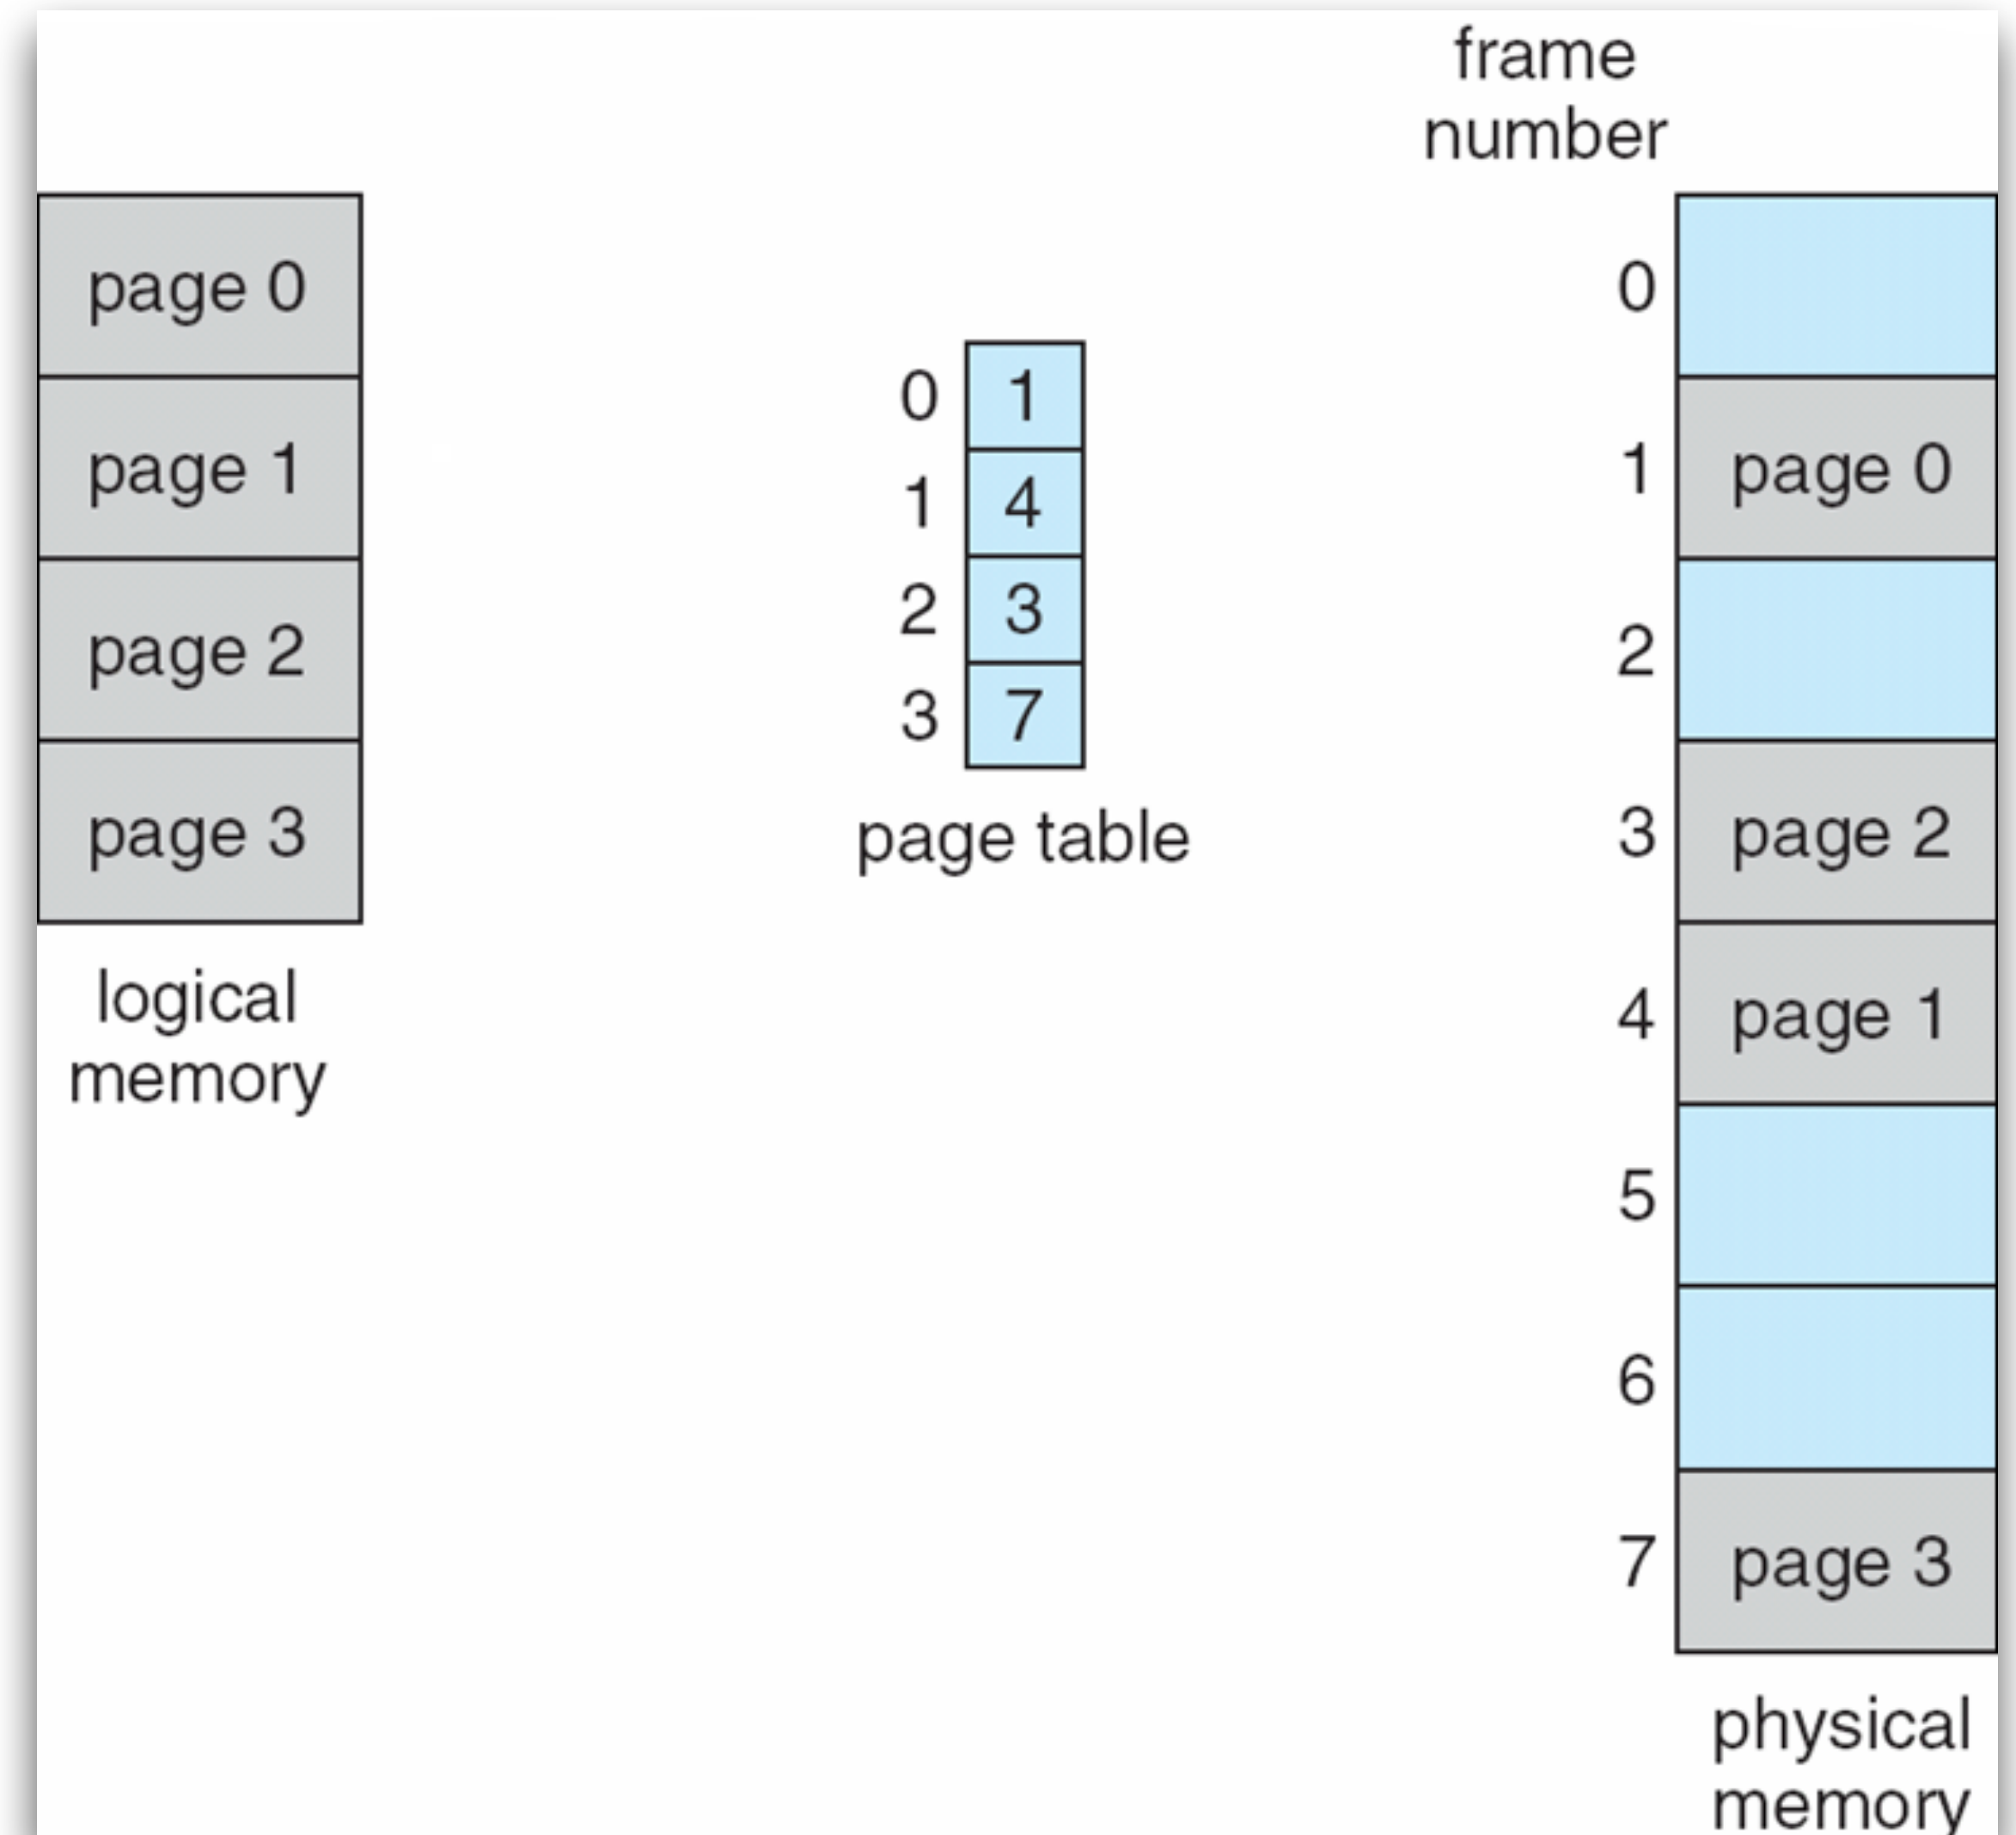 page 0
page 1
page 2
page 3
logical
memory
0 1
1 4
2 3
3 7
page table
frame
number
0
1 page 0
2
3 page 2
4 page 1
5
6
7 page 3
physical
memory